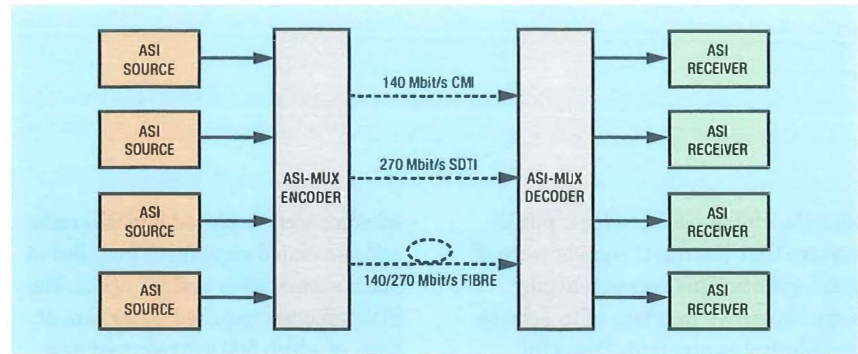 ASI
SOURCE
ASI
SOURCE
ASI
SOURCE
ASI
SOURCE
ASI-MUX
ENCODER
140 Mbit/s CMI
270 Mbit/s SDTI
140/270 Mbit/s FIBRE
ASI-MUX
DECODER
ASI
RECEIVER
ASI
RECEIVER
ASI
RECEIVER
ASI
RECEIVER